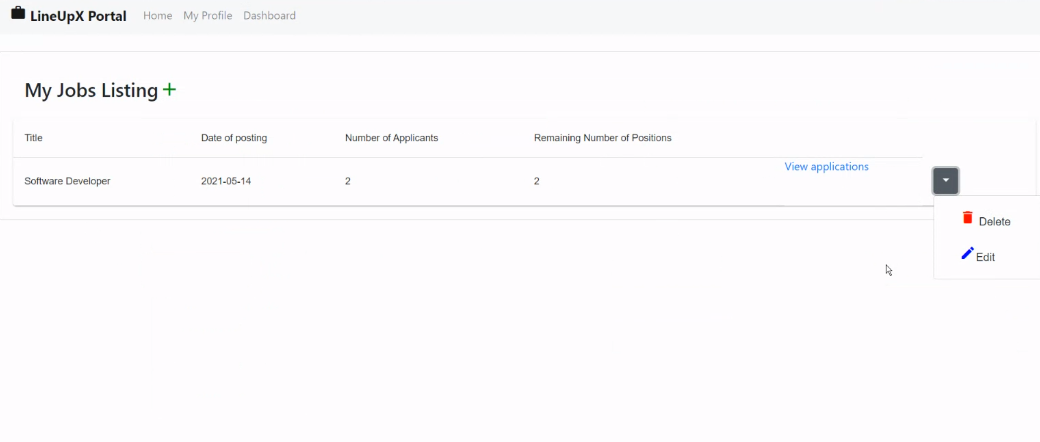 LineUpX Portal Home My Profile Dashboard
My Jobs Listing +
Title Date of posting Number of Applicants Remaining Number of Positions
View applications
Software Developer 2021-05-14 2 2
Delete
Edit